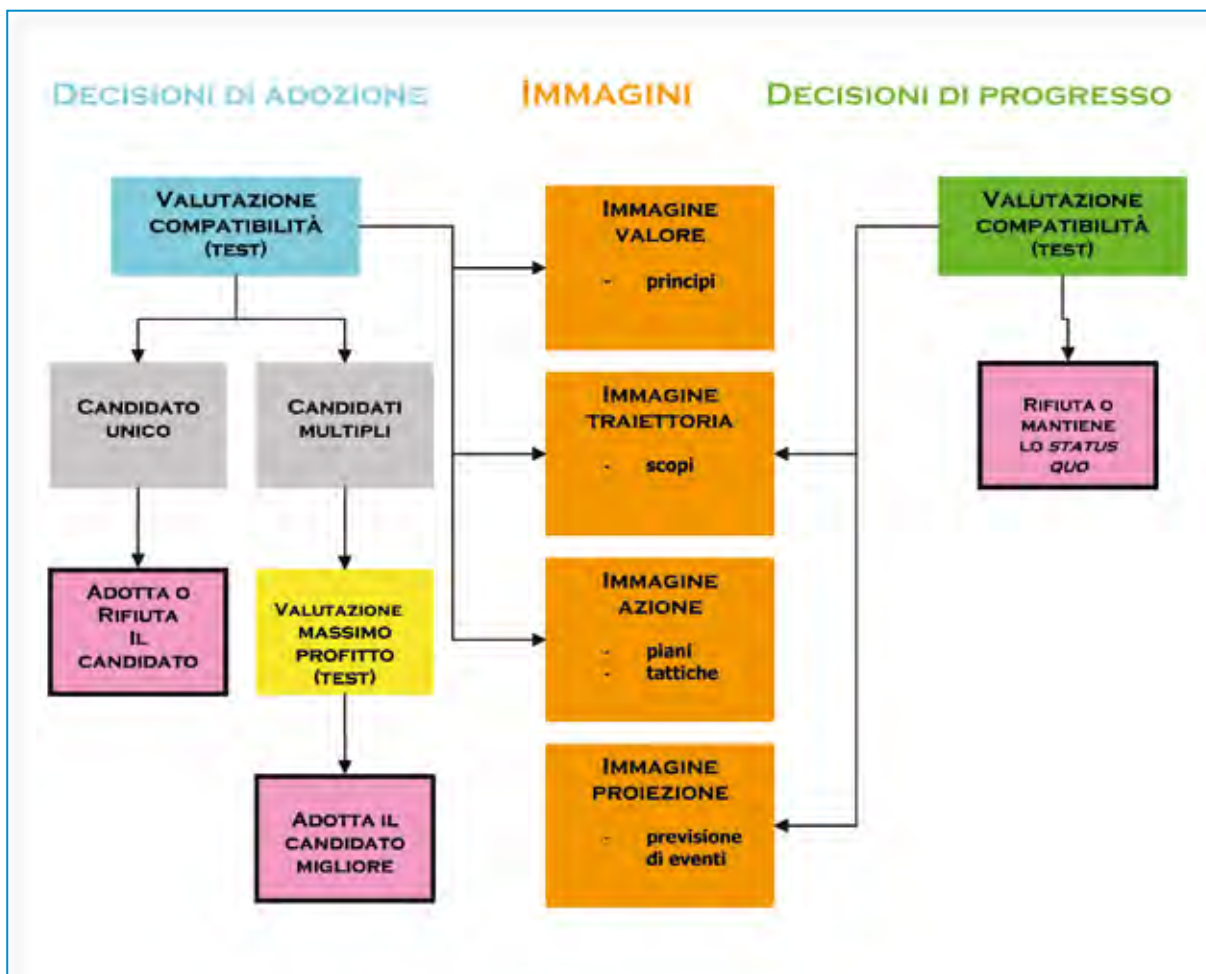 DECISIONI DI ADOZIONE
IMMAGINI
DECISIONI DI PROGRESSO
VALUTAZIONE
COMPATIBILITÀ
(TEST)
CANDIDATO
UNICO
CANDIDATI
MULTIPLI
ADOTTA O
RIFIUTA
IL
CANDIDATO
VALUTAZIONE
MASSIMO
PROFITTO
(TEST)
ADOTTA IL
CANDIDATO
MIGLIORE
IMMAGINE
VALORE
- principi
IMMAGINE
TRAIETTORIA
- scopi
IMMAGINE
AZIONE
- piani
- tattiche
IMMAGINE
PROIEZIONE
- previsione
di eventi
VALUTAZIONE
COMPATIBILITÀ
(TEST)
RIFIUTA O
MANTIENE
LO STATUS
QUO